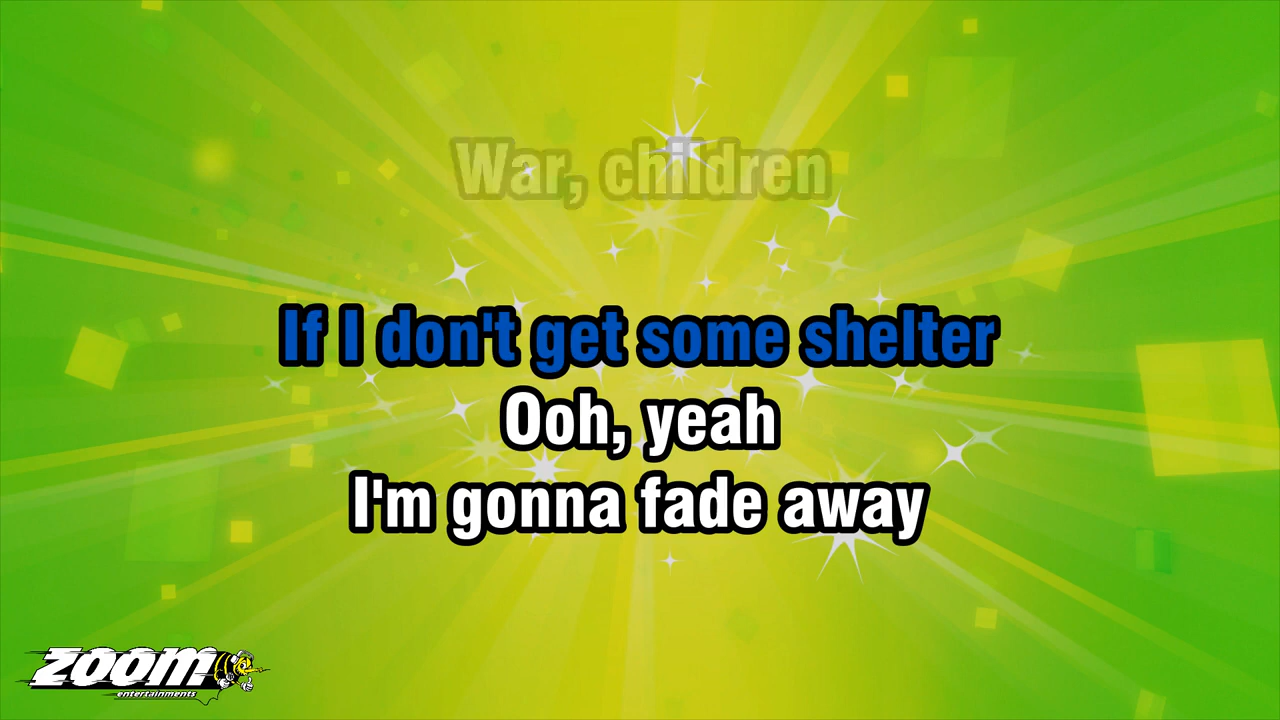 War, children
If I don't get some shelter
Ooh, yeah
I'm gonna fade away
ZOOM
entertainments